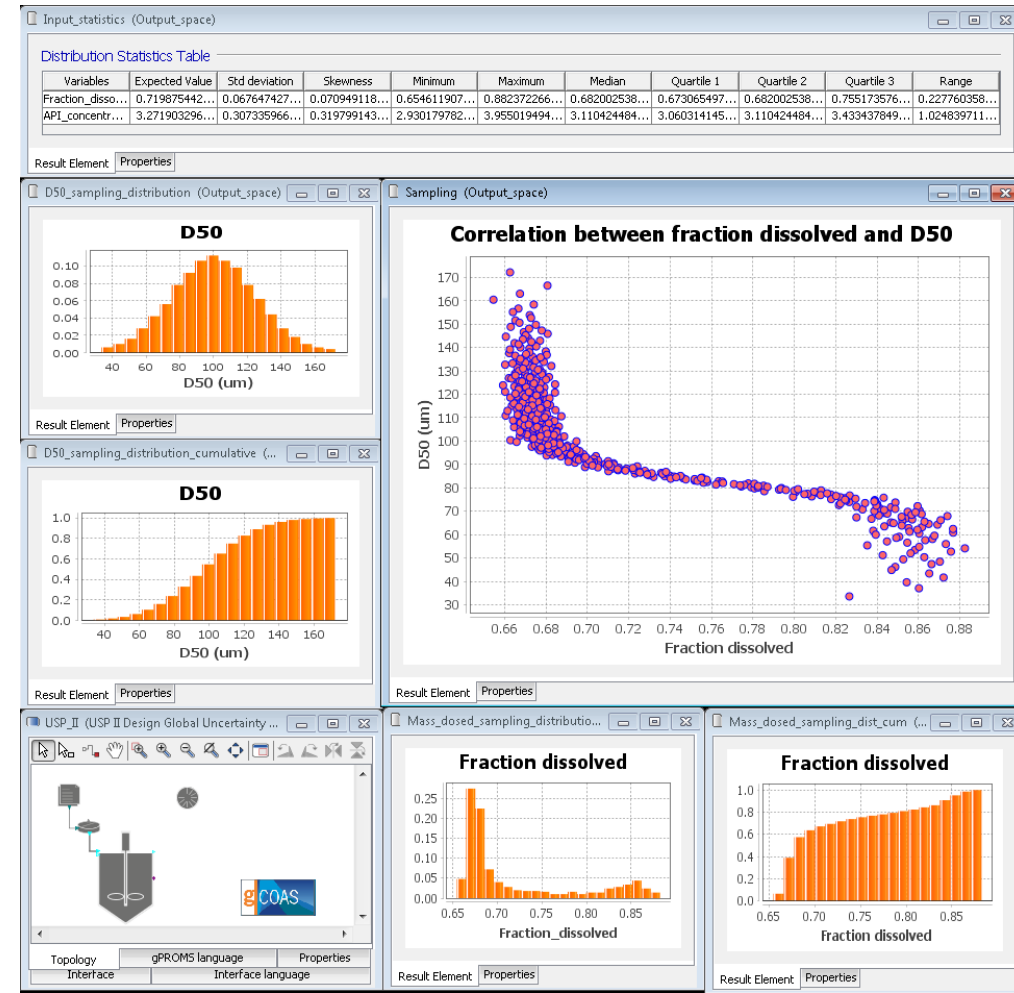 Input_statistics (Output_space)
Distribution Statistics Table
Variables Expected Value Std deviation Skewness Minimum Maximum Median Quartile 1 Quartile 2 Quartile 3 Range
Fraction_disso... 0.719875442... 0.067647427... 0.070949118... 0.654611907... 0.882372266... 0.682002538... 0.673065497... 0.682002538... 0.755173576... 0.227760358...
API_concentr... 3.271903296... 0.307335966... 0.319799143... 2.930179782... 3.955019494... 3.110424484... 3.060314145... 3.110424484... 3.433437849... 1.024839711...
Result Element Properties
D50_sampling_distribution (Output_space)
D50
0.10
0.08
0.06
0.04
0.02
0.00
40 60 80 100 120 140 160
D50 (um)
Result Element Properties
Sampling (Output_space)
Correlation between fraction dissolved and D50
170
160
150
140
130
120
110
100
90
80
70
60
50
40
30
D50 (um)
0.66 0.68 0.70 0.72 0.74 0.76 0.78 0.80 0.82 0.84 0.86 0.88
Fraction dissolved
Result Element Properties
D50_sampling_distribution_cumulative (...
D50
1.0
0.8
0.6
0.4
0.2
0.0
40 60 80 100 120 140 160
D50 (um)
Result Element Properties
USP_II (USP II Design Global Uncertainty ...
gCOAS
Topology gPROMS language Properties
Interface Interface language
Mass_dosed_sampling_distributio...
Fraction dissolved
0.25
0.20
0.15
0.10
0.05
0.00
0.65 0.70 0.75 0.80 0.85
Fraction_dissolved
Result Element Properties
Mass_dosed_sampling_dist_cum (...
Fraction dissolved
1.0
0.8
0.6
0.4
0.2
0.0
0.65 0.70 0.75 0.80 0.85
Fraction dissolved
Result Element Properties